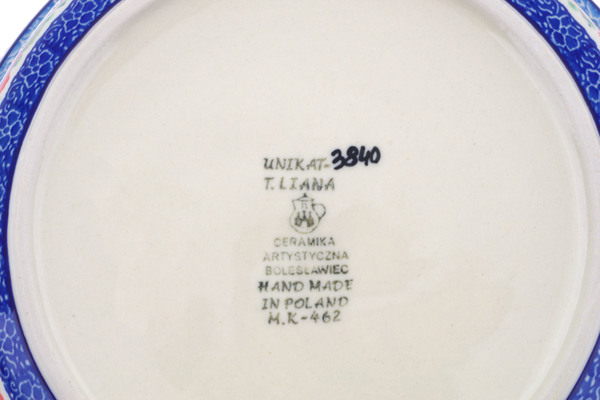 UNIKAT-3840
T. LIANA
CERAMIKA
ARTYSTYCZNA
BOLESŁAWIEC
HAND MADE
IN POLAND
M.K-462